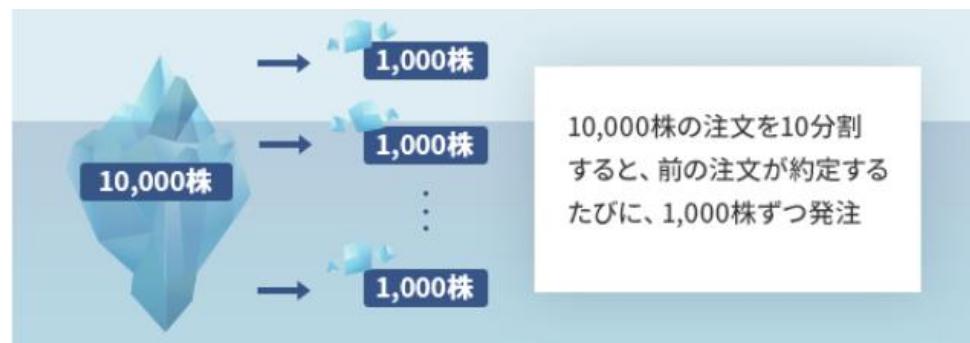 1,000株
10,000株
1,000株
1,000株
10,000株の注文を10分割
すると、前の注文が約定する
たびに、1,000株ずつ発注